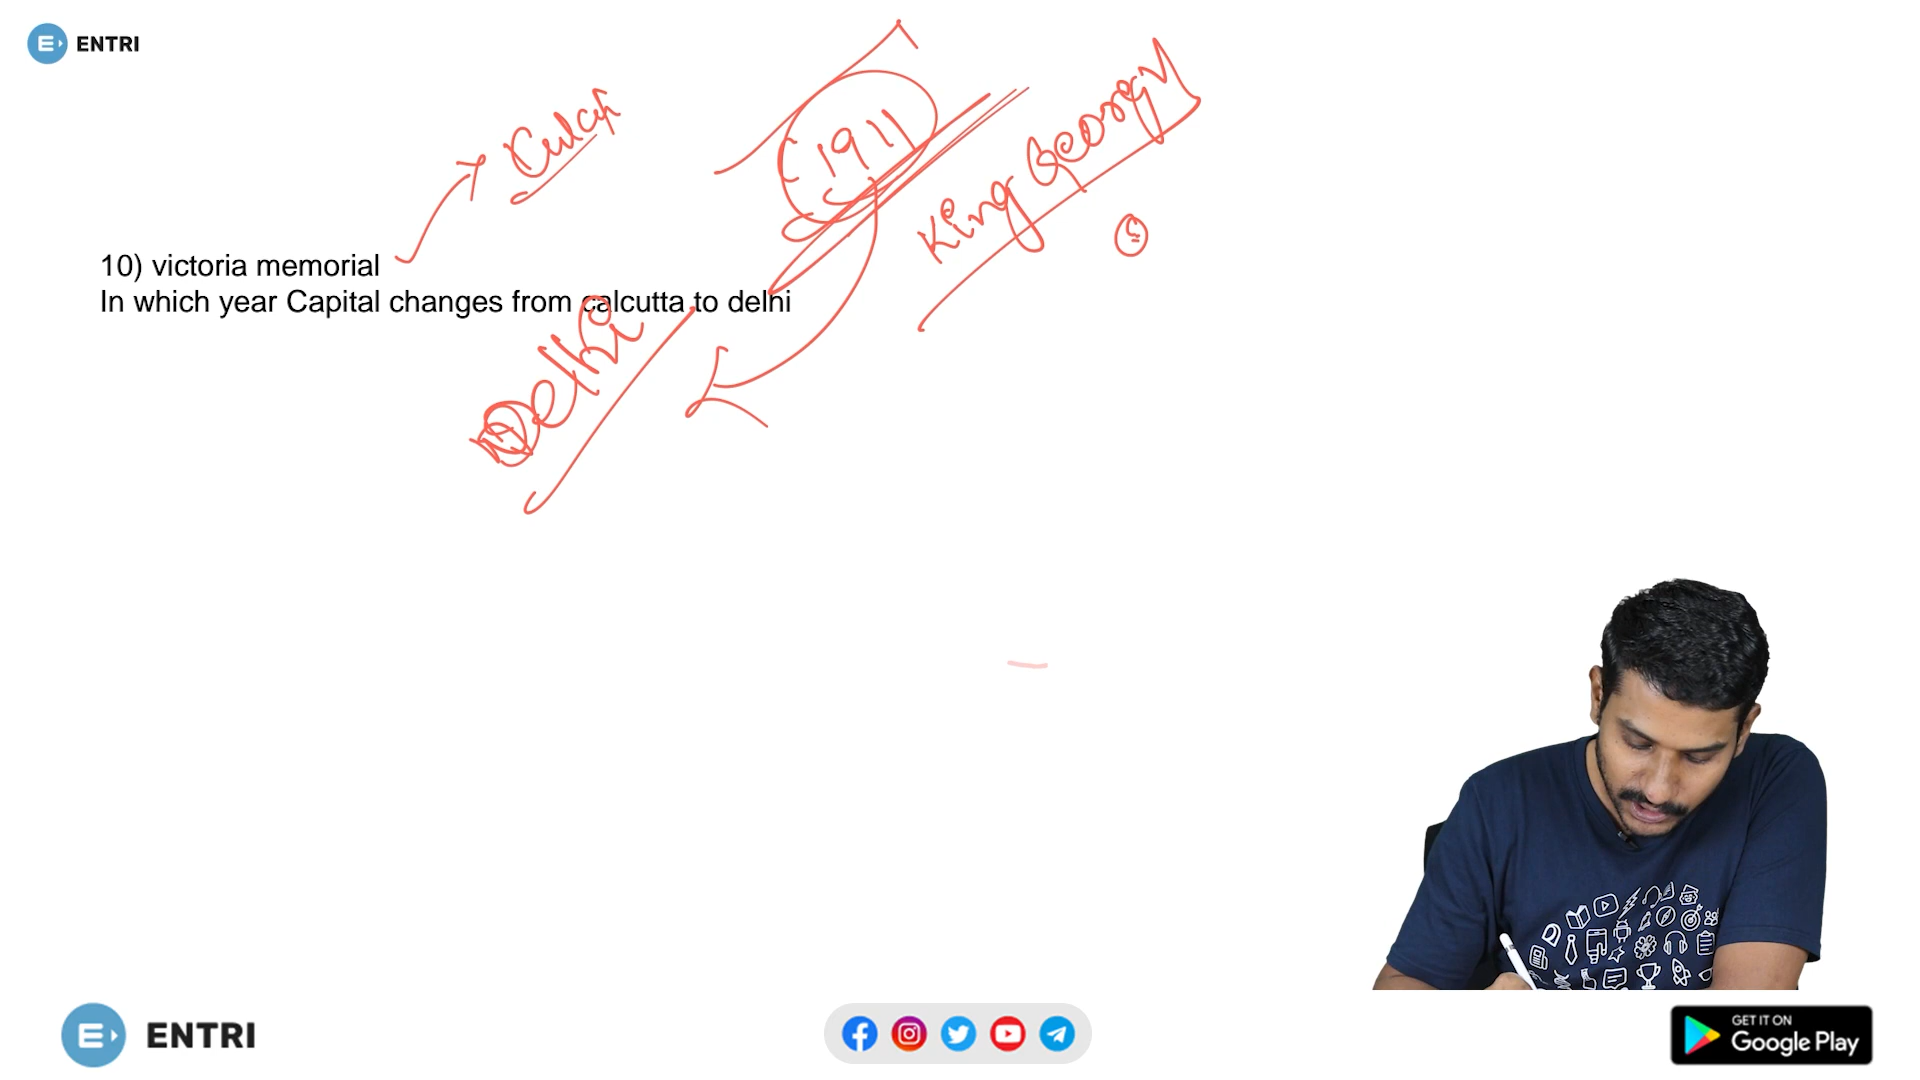 ENTRI
1911
King George V
10) victoria memorial
In which year Capital changes from calcutta to delhi
Delhi
ENTRI
GET IT ON
Google Play